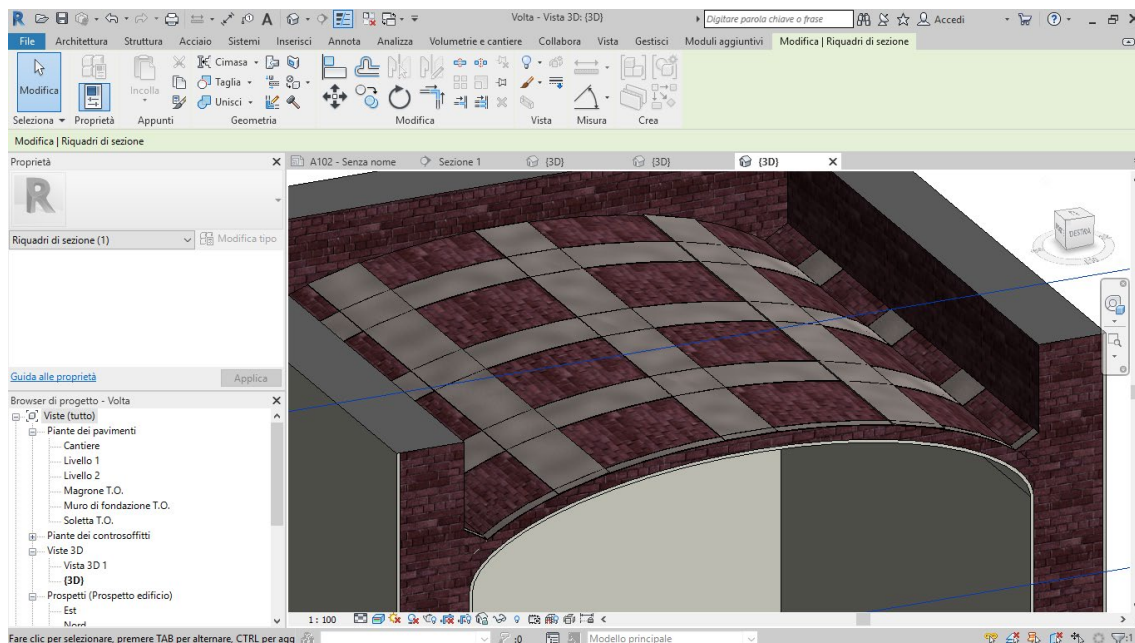 Volta - Vista 3D: {3D}
Digitare parola chiave o frase
Accedi
File Architettura Struttura Acciaio Sistemi Inserisci Annota Analizza Volumetrie e cantiere Collabora Vista Gestisci Moduli aggiuntivi Modifica | Riquadri di sezione
Modifica
Incolla
Cimasa
Taglia
Unisci
Seleziona Proprietà Appunti Geometria Modifica Vista Misura Crea
Modifica | Riquadri di sezione
Proprietà
A102 - Senza nome Sezione 1 {3D} {3D} {3D}
DESTRA
Riquadri di sezione (1) Modifica tipo
Guida alle proprietà Applica
Browser di progetto - Volta
Viste (tutto)
Piante dei pavimenti
Cantiere
Livello 1
Livello 2
Magrone T.O.
Muro di fondazione T.O.
Soletta T.O.
Piante dei controsoffitti
Viste 3D
Vista 3D 1
{3D}
Prospetti (Prospetto edificio)
Est
Nord
1 : 100
Fare clic per selezionare, premere TAB per alternare, CTRL per agg :0 Modello principale